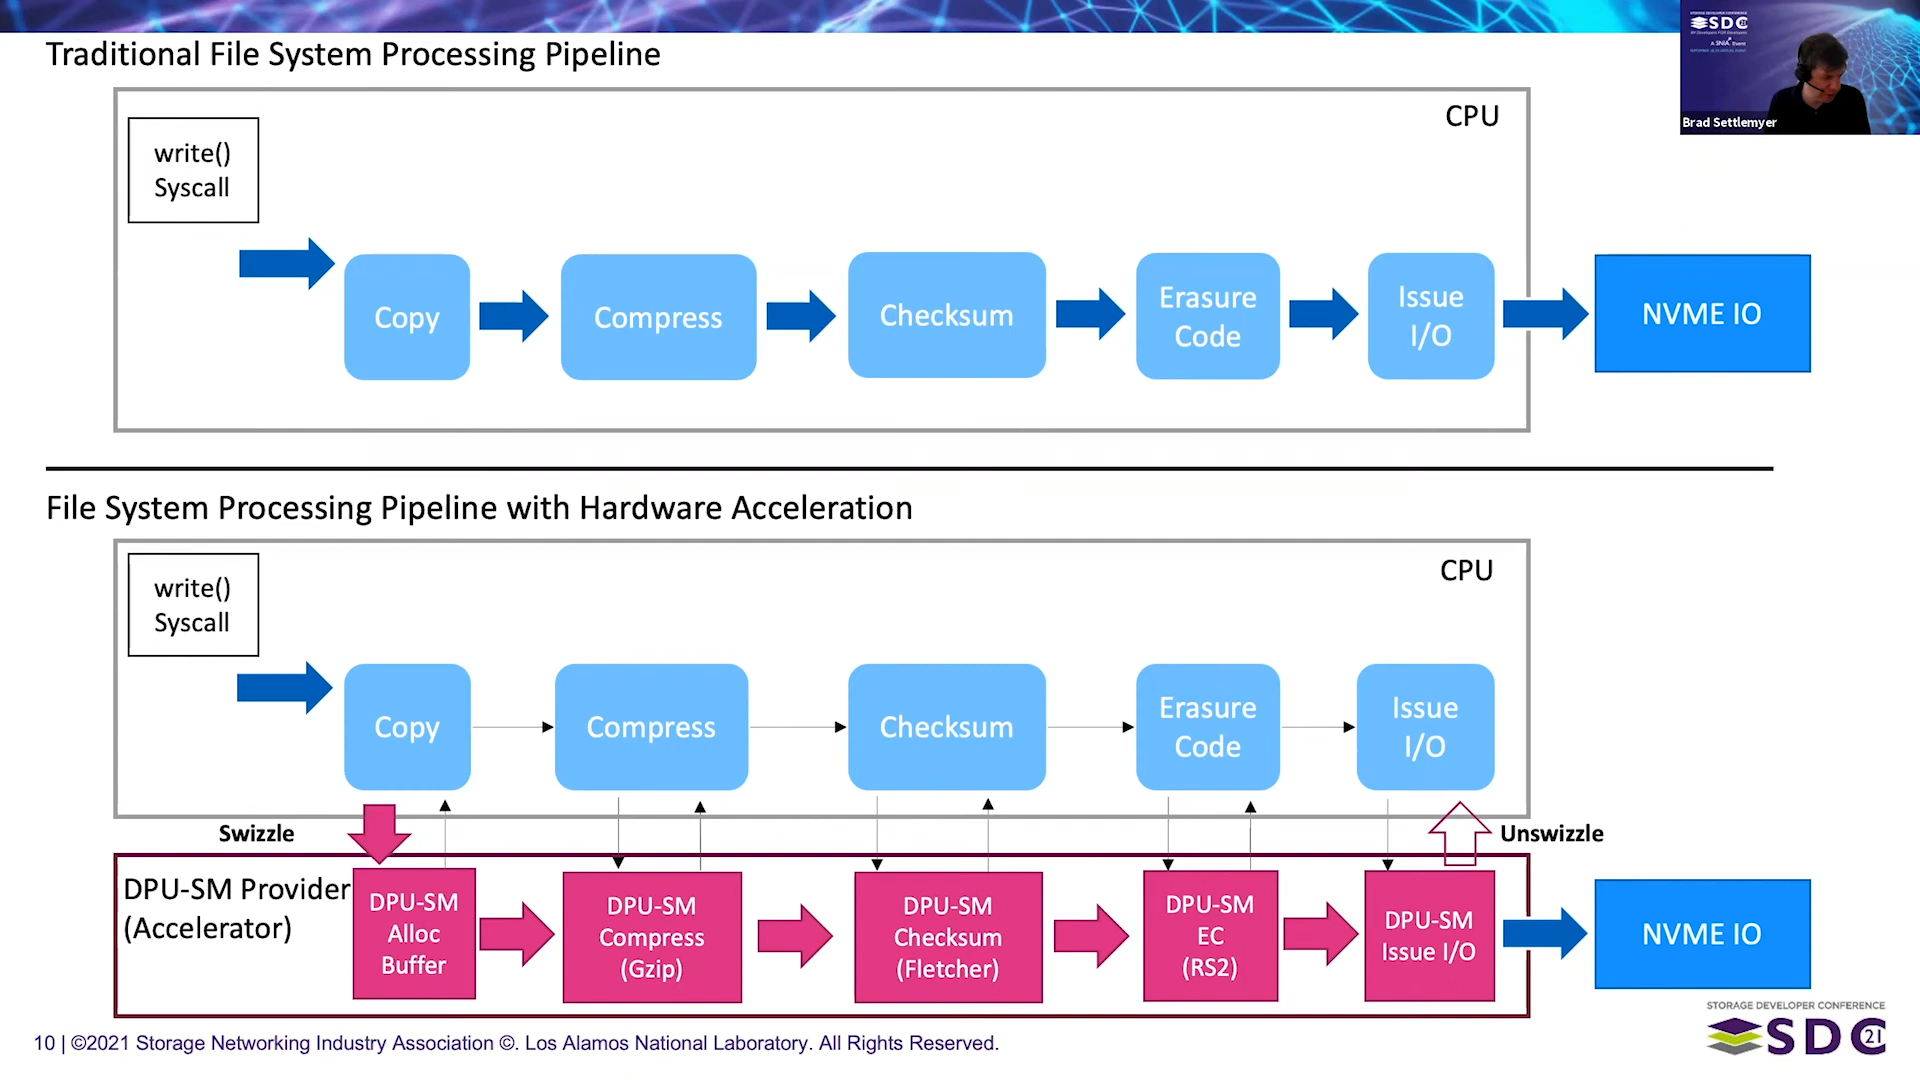 Traditional File System Processing Pipeline
CPU
write()
Syscall
Copy
Compress
Checksum
Erasure
Code
Issue
I/O
NVME IO
SDC
A SNIA Event
Brad Settlemyer
File System Processing Pipeline with Hardware Acceleration
CPU
write()
Syscall
Copy
Compress
Checksum
Erasure
Code
Issue
I/O
Swizzle
Unswizzle
DPU-SM Provider
(Accelerator)
DPU-SM
Alloc
Buffer
DPU-SM
Compress
(Gzip)
DPU-SM
Checksum
(Fletcher)
DPU-SM
EC
(RS2)
DPU-SM
Issue I/O
NVME IO
10 | ©2021 Storage Networking Industry Association ©. Los Alamos National Laboratory. All Rights Reserved.
STORAGE DEVELOPER CONFERENCE
SDC 21